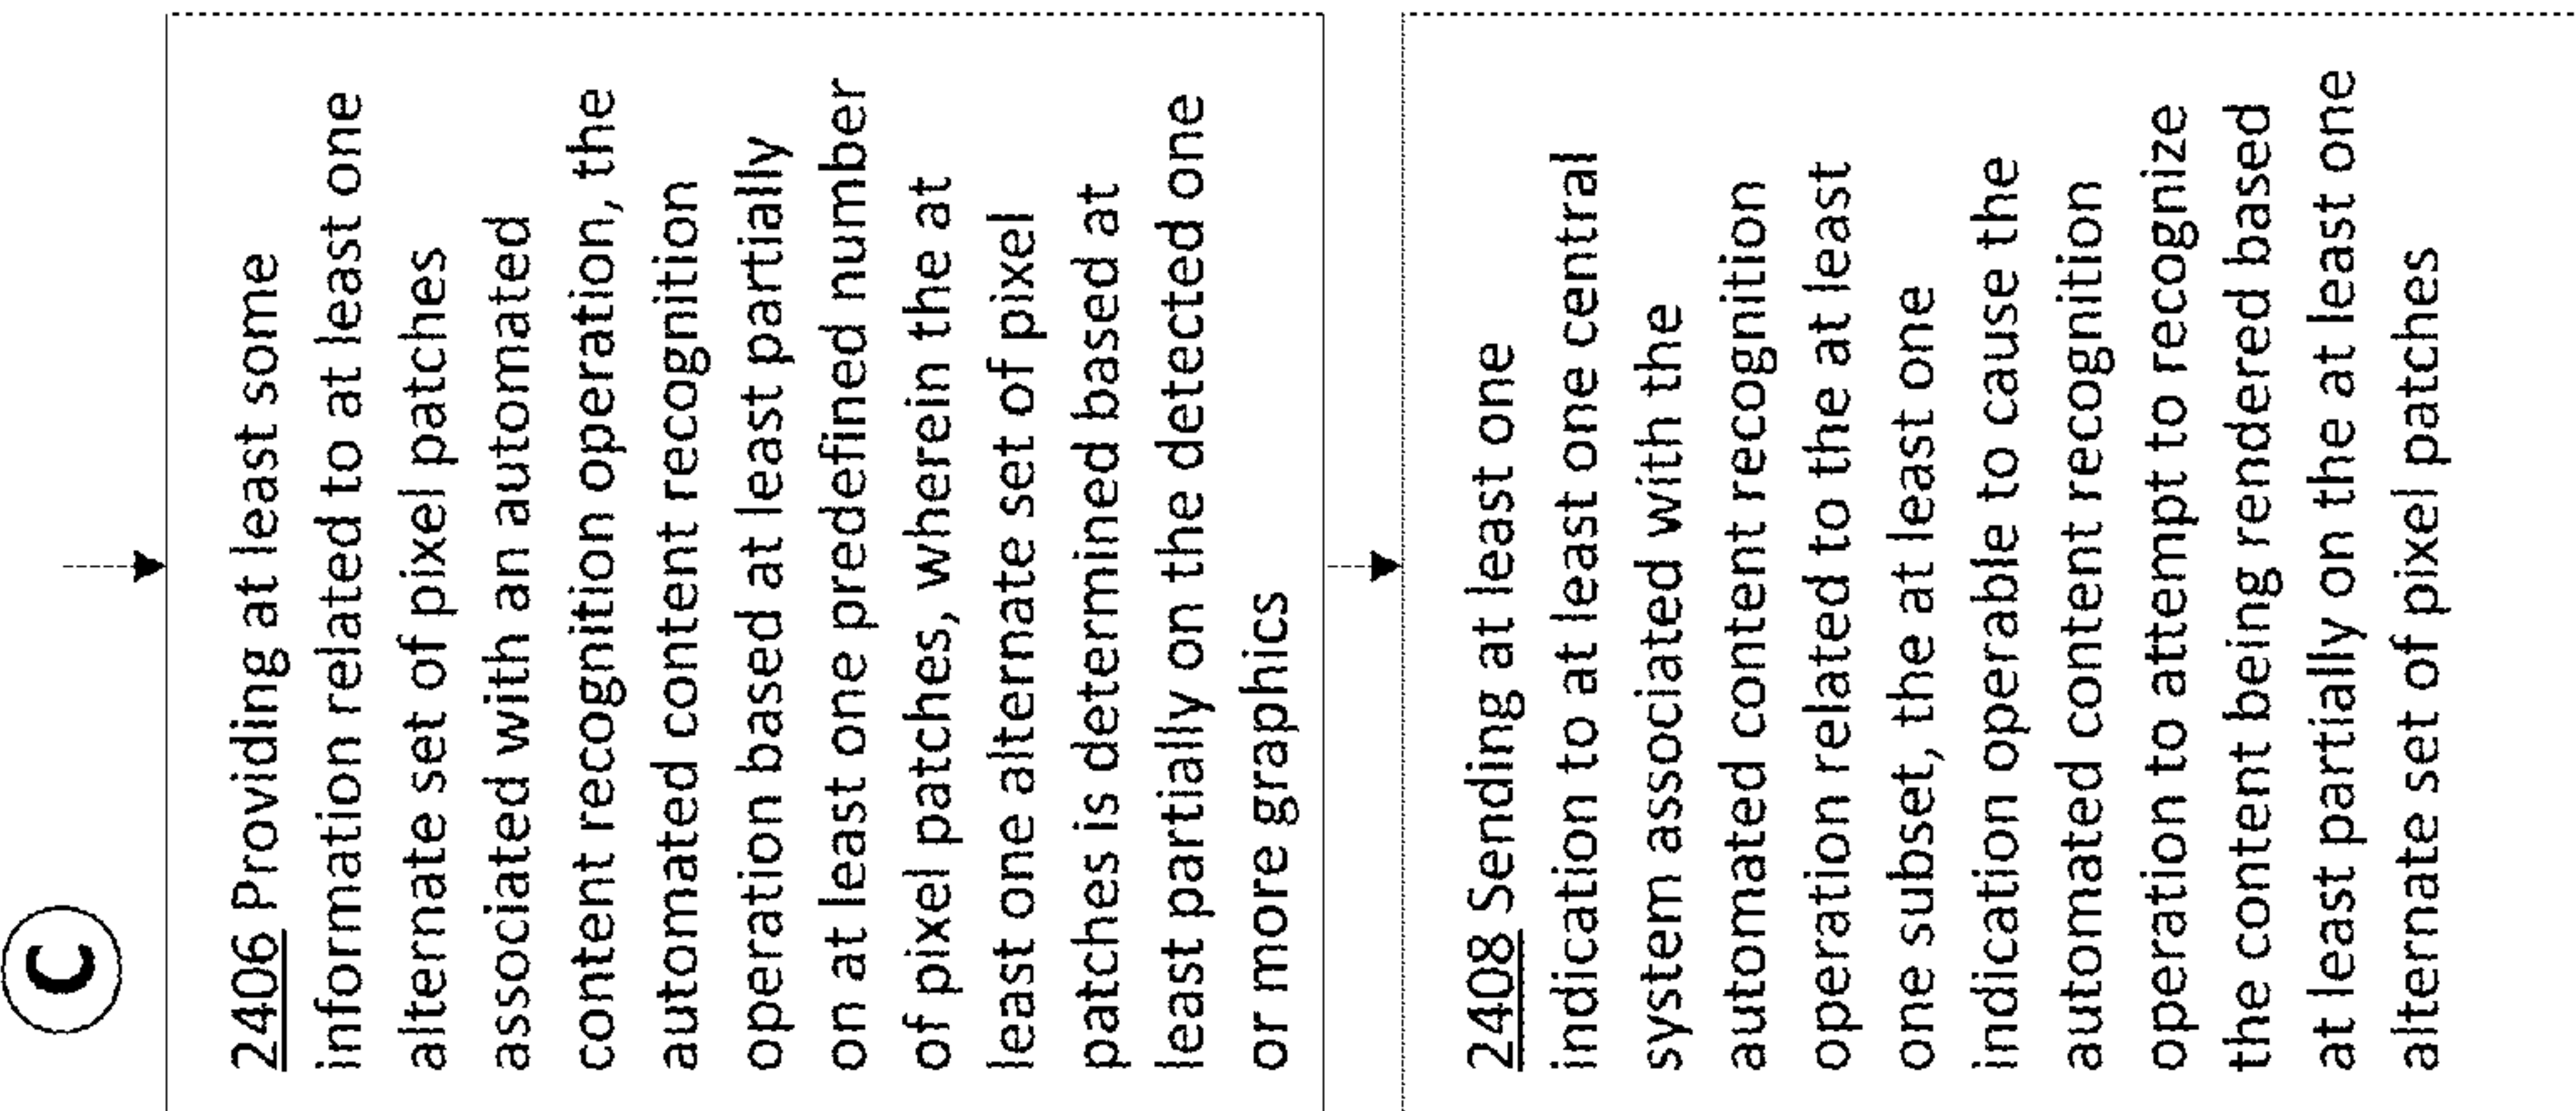 C
2406 Providing at least some
information related to at least one
alternate set of pixel patches
associated with an automated
content recognition operation, the
automated content recognition
operation based at least partially
on at least one predefined number
of pixel patches, wherein the at
least one alternate set of pixel
patches is determined based at
least partially on the detected one
or more graphics
2408 Sending at least one
indication to at least one central
system associated with the
automated content recognition
operation related to the at least
one subset, the at least one
indication operable to cause the
automated content recognition
operation to attempt to recognize
the content being rendered based
at least partially on the at least one
alternate set of pixel patches